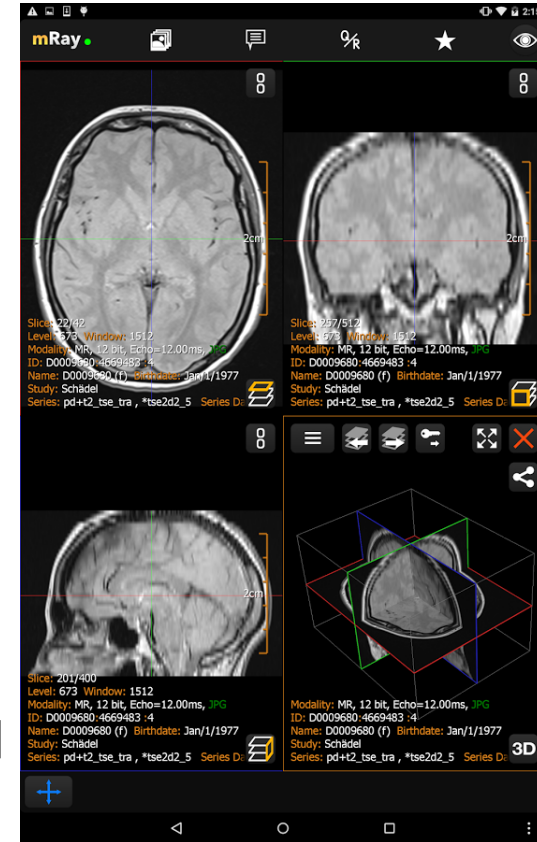 2:15
mRay
%R
8
2cm
Slice: 22/42
Level: 673 Window: 1512
Modality: MR, 12 bit, Echo=12.00ms, JPG
ID: D0009680:4669483 :4
Name: D0009680 (f) Birthdate: Jan/1/1977
Study: Schädel
Series: pd+t2_tse_tra , *tse2d2_5 Series Da
8
2cm
Slice: 257/512
Level: 673 Window: 1512
Modality: MR, 12 bit, Echo=12.00ms, JPG
ID: D0009680:4669483 :4
Name: D0009680 (f) Birthdate: Jan/1/1977
Study: Schädel
Series: pd+t2_tse_tra , *tse2d2_5
8
2cm
Slice: 201/400
Level: 673 Window: 1512
Modality: MR, 12 bit, Echo=12.00ms, JPG
ID: D0009680:4669483 :4
Name: D0009680 (f) Birthdate: Jan/1/1977
Study: Schädel
Series: pd+t2_tse_tra , *tse2d2_5 Series Da
Modality: MR, 12 bit, Echo=12.00ms, JPG
ID: D0009680:4669483 :4
Name: D0009680 (f) Birthdate: Jan/1/1977
Study: Schädel
Series: pd+t2_tse_tra , *tse2d2_5 Series Da
3D